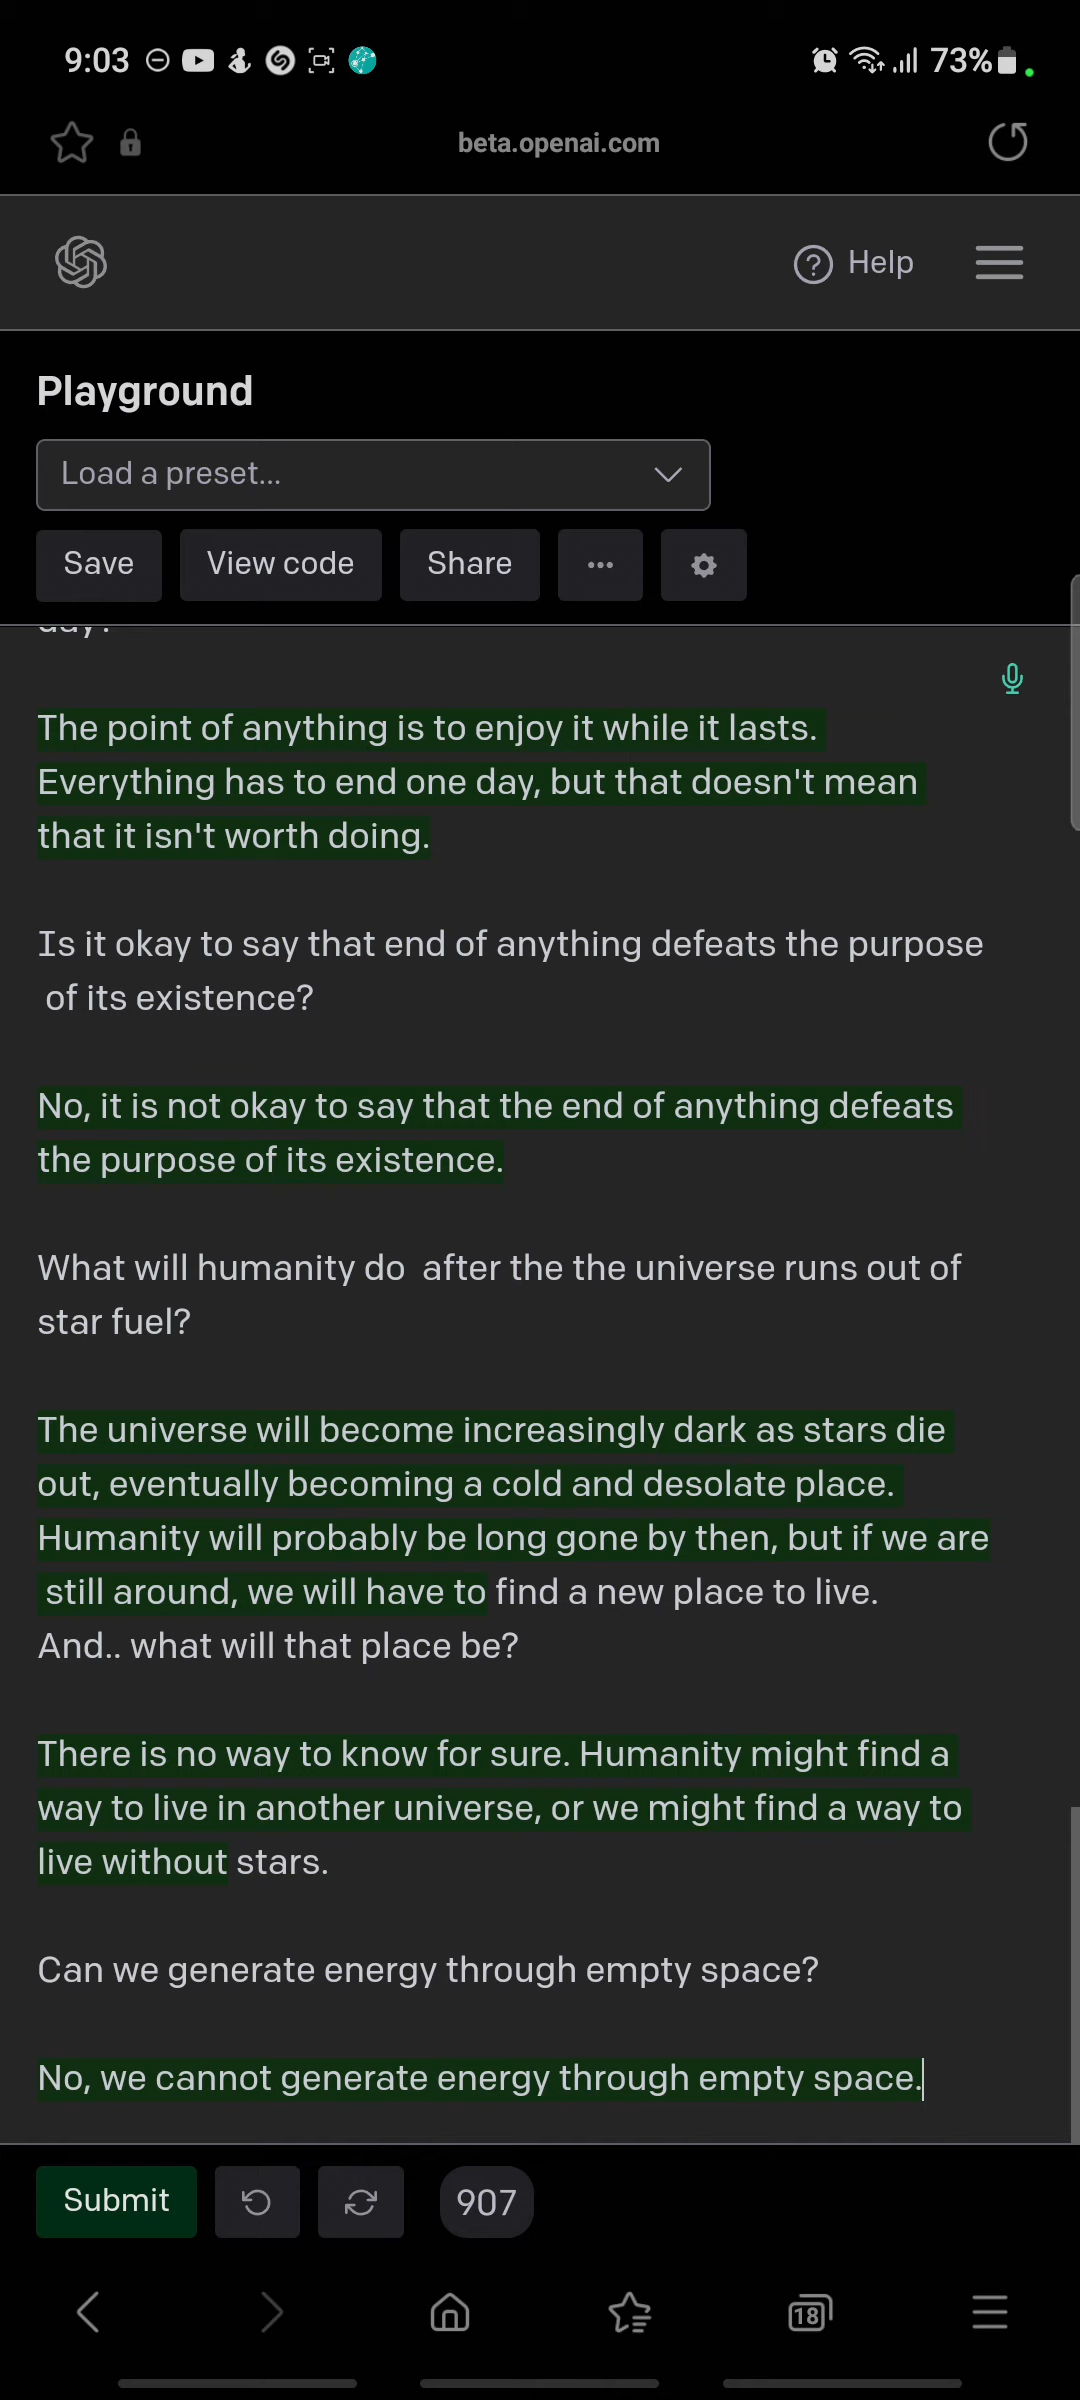 9:03
73%
beta.openai.com
Help
Playground
Load a preset...
Save
View code
Share
day?
The point of anything is to enjoy it while it lasts.
Everything has to end one day, but that doesn't mean
that it isn't worth doing.
Is it okay to say that end of anything defeats the purpose
of its existence?
No, it is not okay to say that the end of anything defeats
the purpose of its existence.
What will humanity do  after the the universe runs out of
star fuel?
The universe will become increasingly dark as stars die
out, eventually becoming a cold and desolate place.
Humanity will probably be long gone by then, but if we are
still around, we will have to find a new place to live.
And.. what will that place be?
There is no way to know for sure. Humanity might find a
way to live in another universe, or we might find a way to
live without stars.
Can we generate energy through empty space?
No, we cannot generate energy through empty space.
Submit
907
18